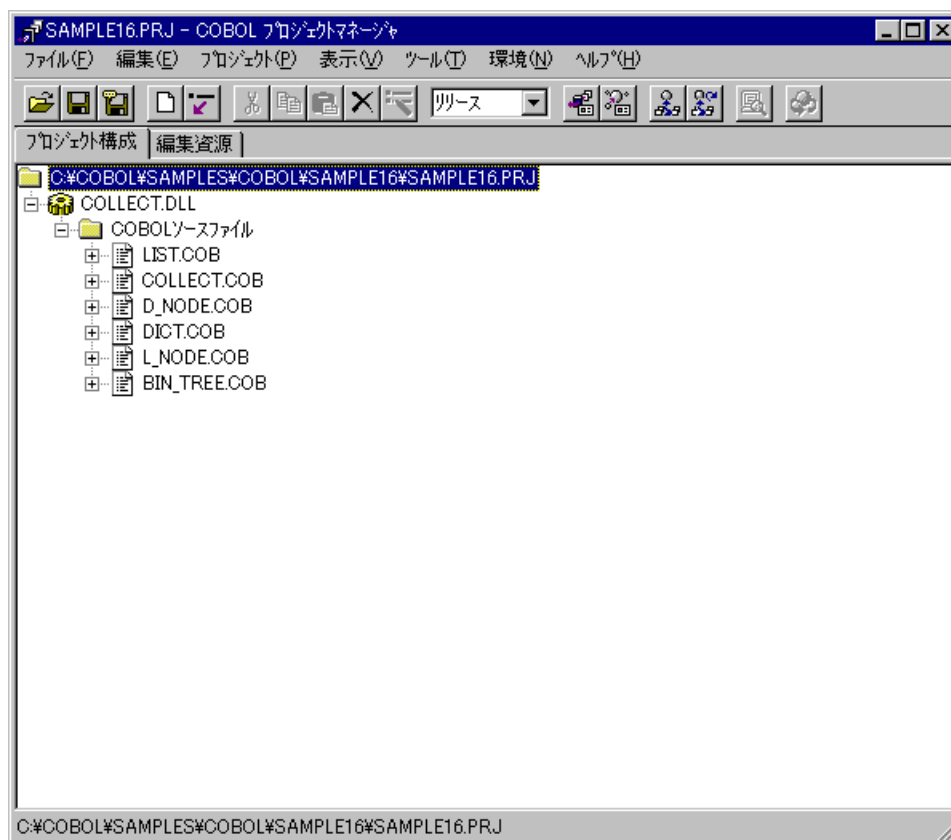 SAMPLE16.PRJ - COBOL プロジェクトマネージャ
ファイル(F) 編集(E) プロジェクト(P) 表示(V) ツール(T) 環境(N) ヘルプ(H)
リリース
プロジェクト構成 編集資源
C:¥COBOL¥SAMPLES¥COBOL¥SAMPLE16¥SAMPLE16.PRJ
COLLECT.DLL
COBOLソースファイル
LIST.COB
COLLECT.COB
D_NODE.COB
DICT.COB
L_NODE.COB
BIN_TREE.COB
C:¥COBOL¥SAMPLES¥COBOL¥SAMPLE16¥SAMPLE16.PRJ